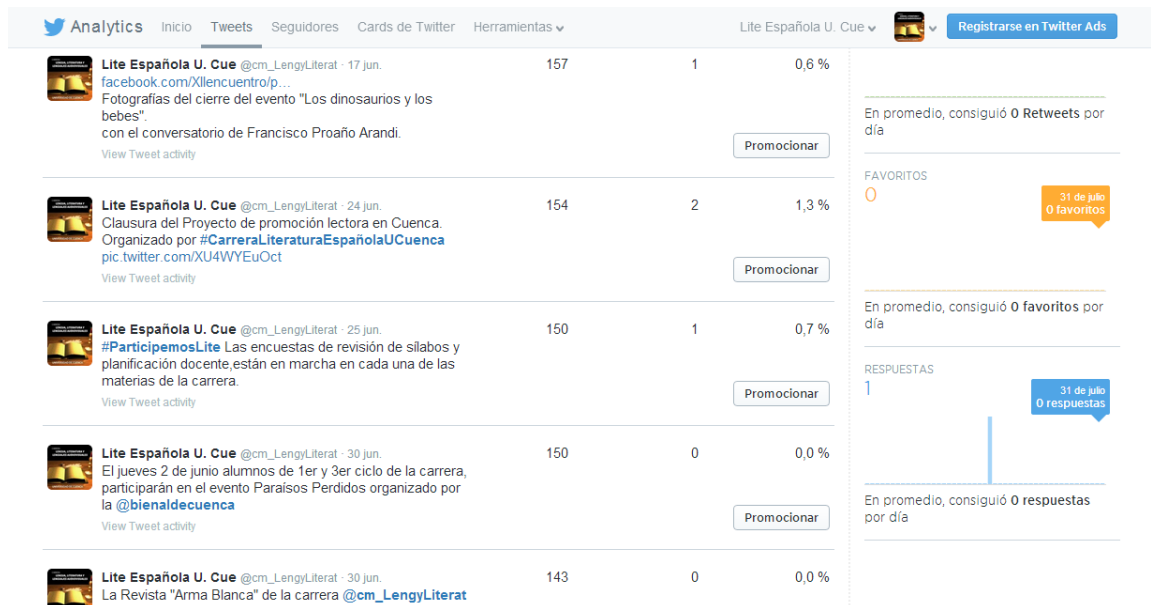 Analytics Inicio Tweets Seguidores Cards de Twitter Herramientas Lite Española U. Cue Registrarse en Twitter Ads
Lite Española U. Cue @cm_LengyLiterat · 17 jun. 157 1 0,6 %
facebook.com/XIIencuentro/p…
Fotografías del cierre del evento "Los dinosaurios y los
bebes".
con el conversatorio de Francisco Proaño Arandi.
View Tweet activity
Promocionar
Lite Española U. Cue @cm_LengyLiterat · 24 jun. 154 2 1,3 %
Clausura del Proyecto de promoción lectora en Cuenca.
Organizado por #CarreraLiteraturaEspañolaUCuenca
pic.twitter.com/XU4WYEuOct
View Tweet activity
Promocionar
Lite Española U. Cue @cm_LengyLiterat · 25 jun. 150 1 0,7 %
#ParticipemosLite Las encuestas de revisión de sílabos y
planificación docente,están en marcha en cada una de las
materias de la carrera.
View Tweet activity
Promocionar
Lite Española U. Cue @cm_LengyLiterat · 30 jun. 150 0 0,0 %
El jueves 2 de junio alumnos de 1er y 3er ciclo de la carrera,
participarán en el evento Paraísos Perdidos organizado por
la @bienaldecuenca
View Tweet activity
Promocionar
Lite Española U. Cue @cm_LengyLiterat · 30 jun. 143 0 0,0 %
La Revista "Arma Blanca" de la carrera @cm_LengyLiterat
En promedio, consiguió 0 Retweets por
día
FAVORITOS
0
31 de julio
0 favoritos
En promedio, consiguió 0 favoritos por
día
RESPUESTAS
1
31 de julio
0 respuestas
En promedio, consiguió 0 respuestas
por día